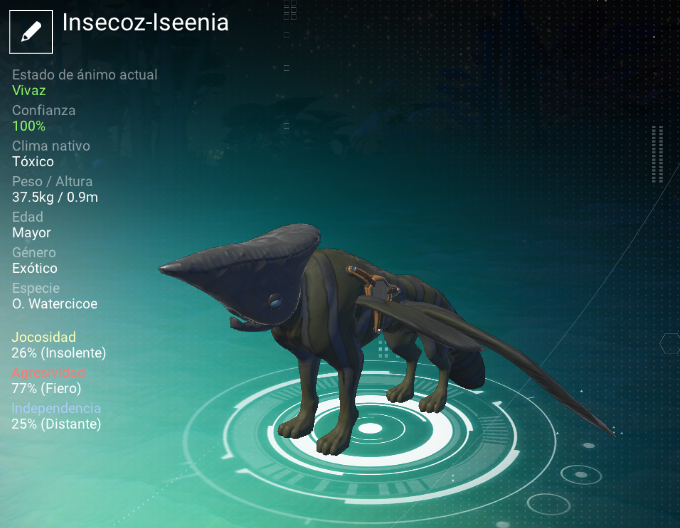 Insecoz-Iseenia
Estado de ánimo actual
Vivaz
Confianza
100%
Clima nativo
Tóxico
Peso / Altura
37.5kg / 0.9m
Edad
Mayor
Género
Exótico
Especie
O. Watercicoe
Jocosidad
26% (Insolente)
Agresividad
77% (Fiero)
Independencia
25% (Distante)